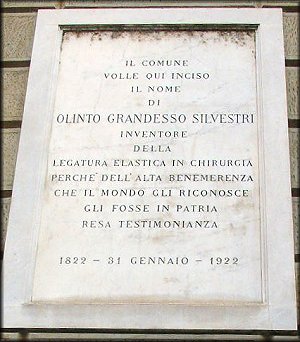 IL COMUNE
VOLLE QUI INCISO
IL NOME
DI
OLINTO GRANDESSO SILVESTRI
INVENTORE
DELLA
LEGATURA ELASTICA IN CHIRURGIA
PERCHE' DELL'ALTA BENEMERENZA
CHE IL MONDO GLI RICONOSCE
GLI FOSSE IN PATRIA
RESA TESTIMONIANZA
1822 - 31 GENNAIO - 1922